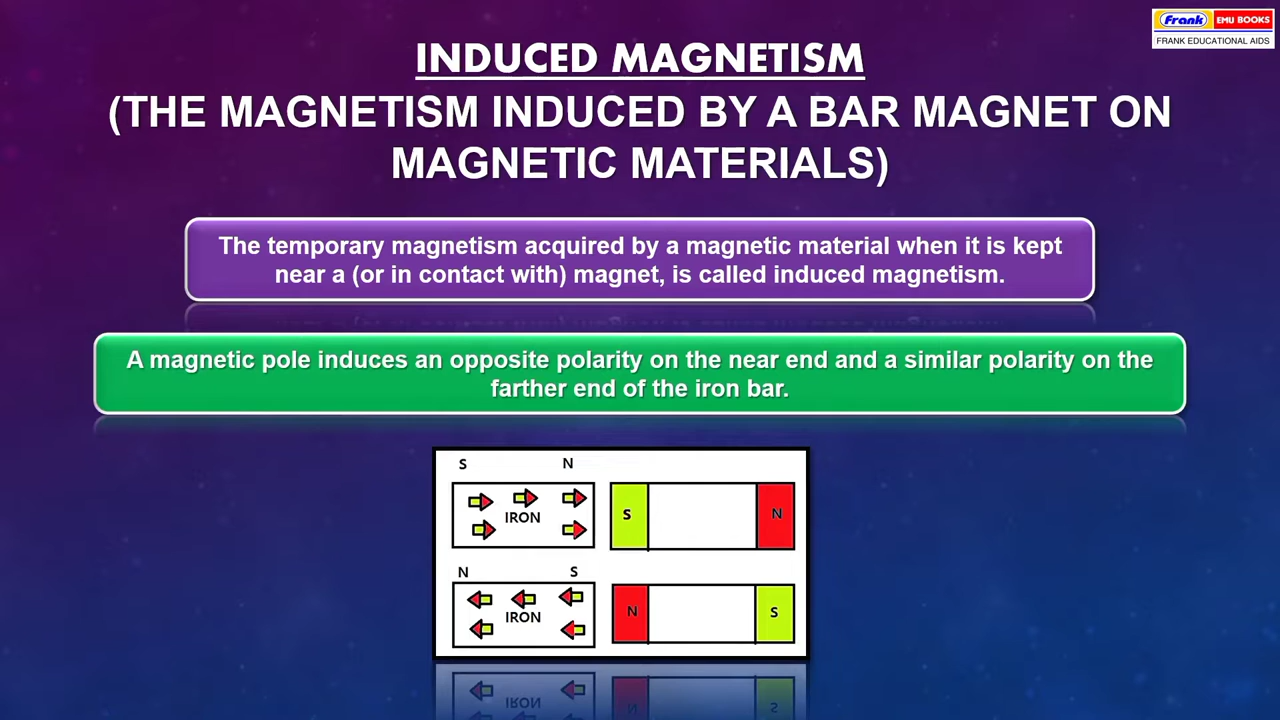 Frank EMU BOOKS
FRANK EDUCATIONAL AIDS
INDUCED MAGNETISM
(THE MAGNETISM INDUCED BY A BAR MAGNET ON
MAGNETIC MATERIALS)
The temporary magnetism acquired by a magnetic material when it is kept
near a (or in contact with) magnet, is called induced magnetism.
A magnetic pole induces an opposite polarity on the near end and a similar polarity on the
farther end of the iron bar.
S N
IRON S N
N S
IRON N S